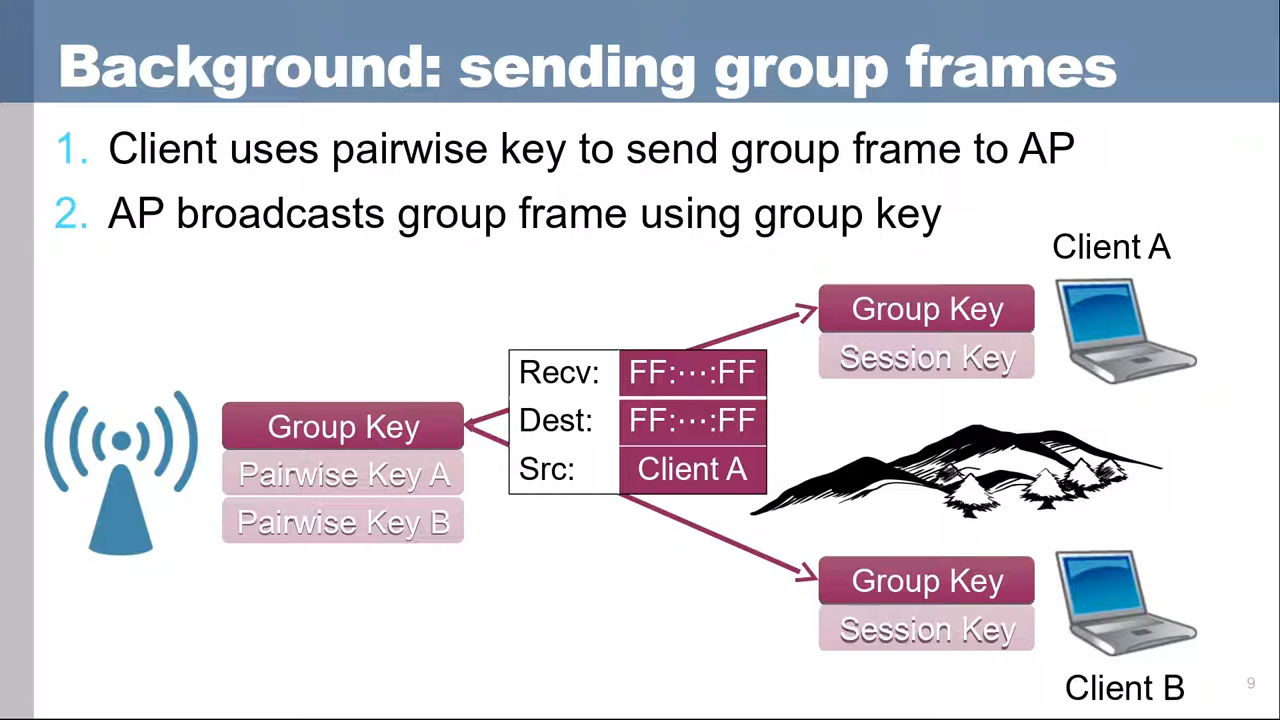 Background: sending group frames
1. Client uses pairwise key to send group frame to AP
2. AP broadcasts group frame using group key
Client A
Group Key
Session Key
Recv: FF:⋯:FF
Dest: FF:⋯:FF
Src: Client A
Group Key
Pairwise Key A
Pairwise Key B
Group Key
Session Key
Client B
9